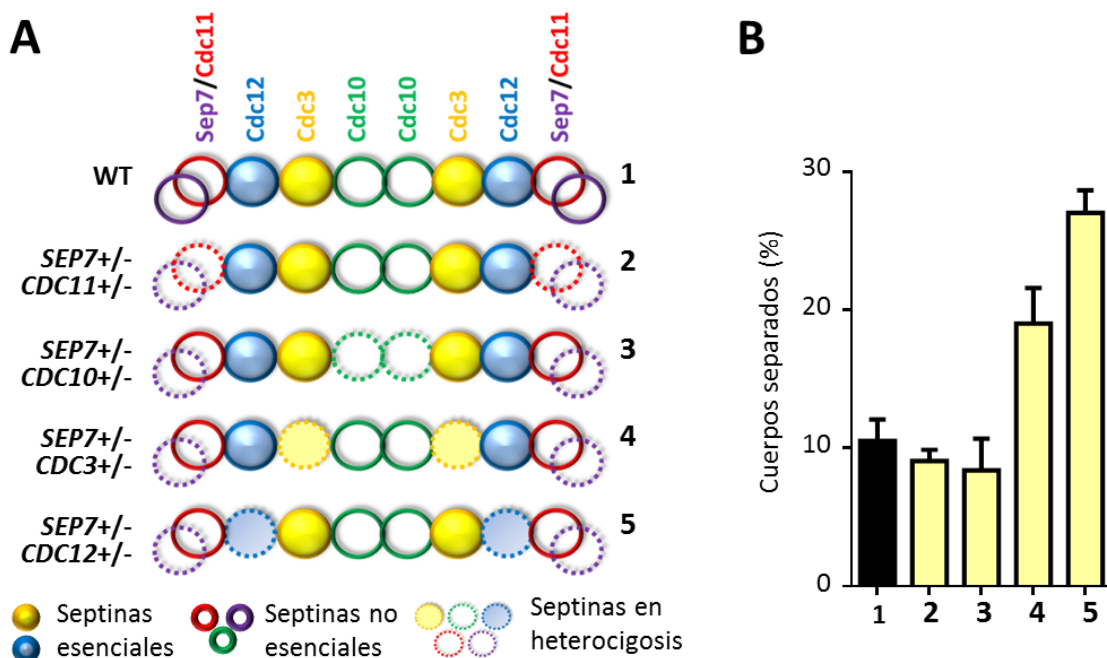 A
Sep7/Cdc11
Cdc12
Cdc3
Cdc10
Cdc10
Cdc3
Cdc12
Sep7/Cdc11
WT
1
SEP7+/-
CDC11+/-
2
SEP7+/-
CDC10+/-
3
SEP7+/-
CDC3+/-
4
SEP7+/-
CDC12+/-
5
Septinas
esenciales
Septinas no
esenciales
Septinas en
heterocigosis
B
Cuerpos separados (%)
30
20
10
0
1
2
3
4
5